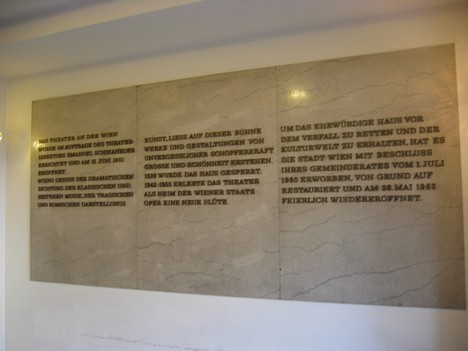 DAS THEATER AN DER WIEN
WURDE IM AUFTRAGE DES THEATER-
LEITERS EMANUEL SCHIKANEDER
ERRICHTET UND AM 13. JUNI 1801
ERÖFFNET.
WIENS GENIUS DER DRAMATISCHEN
DICHTUNG, DER KLASSISCHEN UND
HEITEREN MUSIK, DER TRAGISCHEN
UND KOMISCHEN DARSTELLUNGS-
KUNST, LIESS AUF DIESER BÜHNE
WERKE UND GESTALTUNGEN VON
UNVERGESSLICHER SCHÖPFERKRAFT
GRÖSSE UND SCHÖNHEIT ERSTEHEN.
1939 WURDE DAS HAUS GESPERRT.
1945-1955 ERLEBTE DAS THEATER
ALS HEIM DER WIENER STAATS
OPER EINE NEUE BLÜTE.
UM DAS EHRWÜRDIGE HAUS VOR
DEM VERFALL ZU RETTEN UND DER
KULTURWELT ZU ERHALTEN, HAT ES
DIE STADT WIEN MIT BESCHLUSS
IHRES GEMEINDERATES VOM 1. JULI
1960 ERWORBEN, VON GRUND AUF
RESTAURIERT UND AM 28. MAI 1962
FEIERLICH WIEDERERÖFFNET.